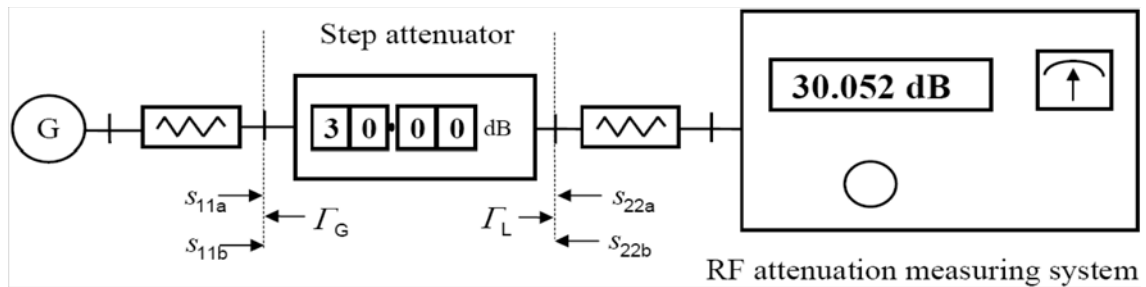 Step attenuator
G
3 0.0 0 dB
30.052 dB
s11a
ΓG
ΓL
s22a
s11b
s22b
RF attenuation measuring system